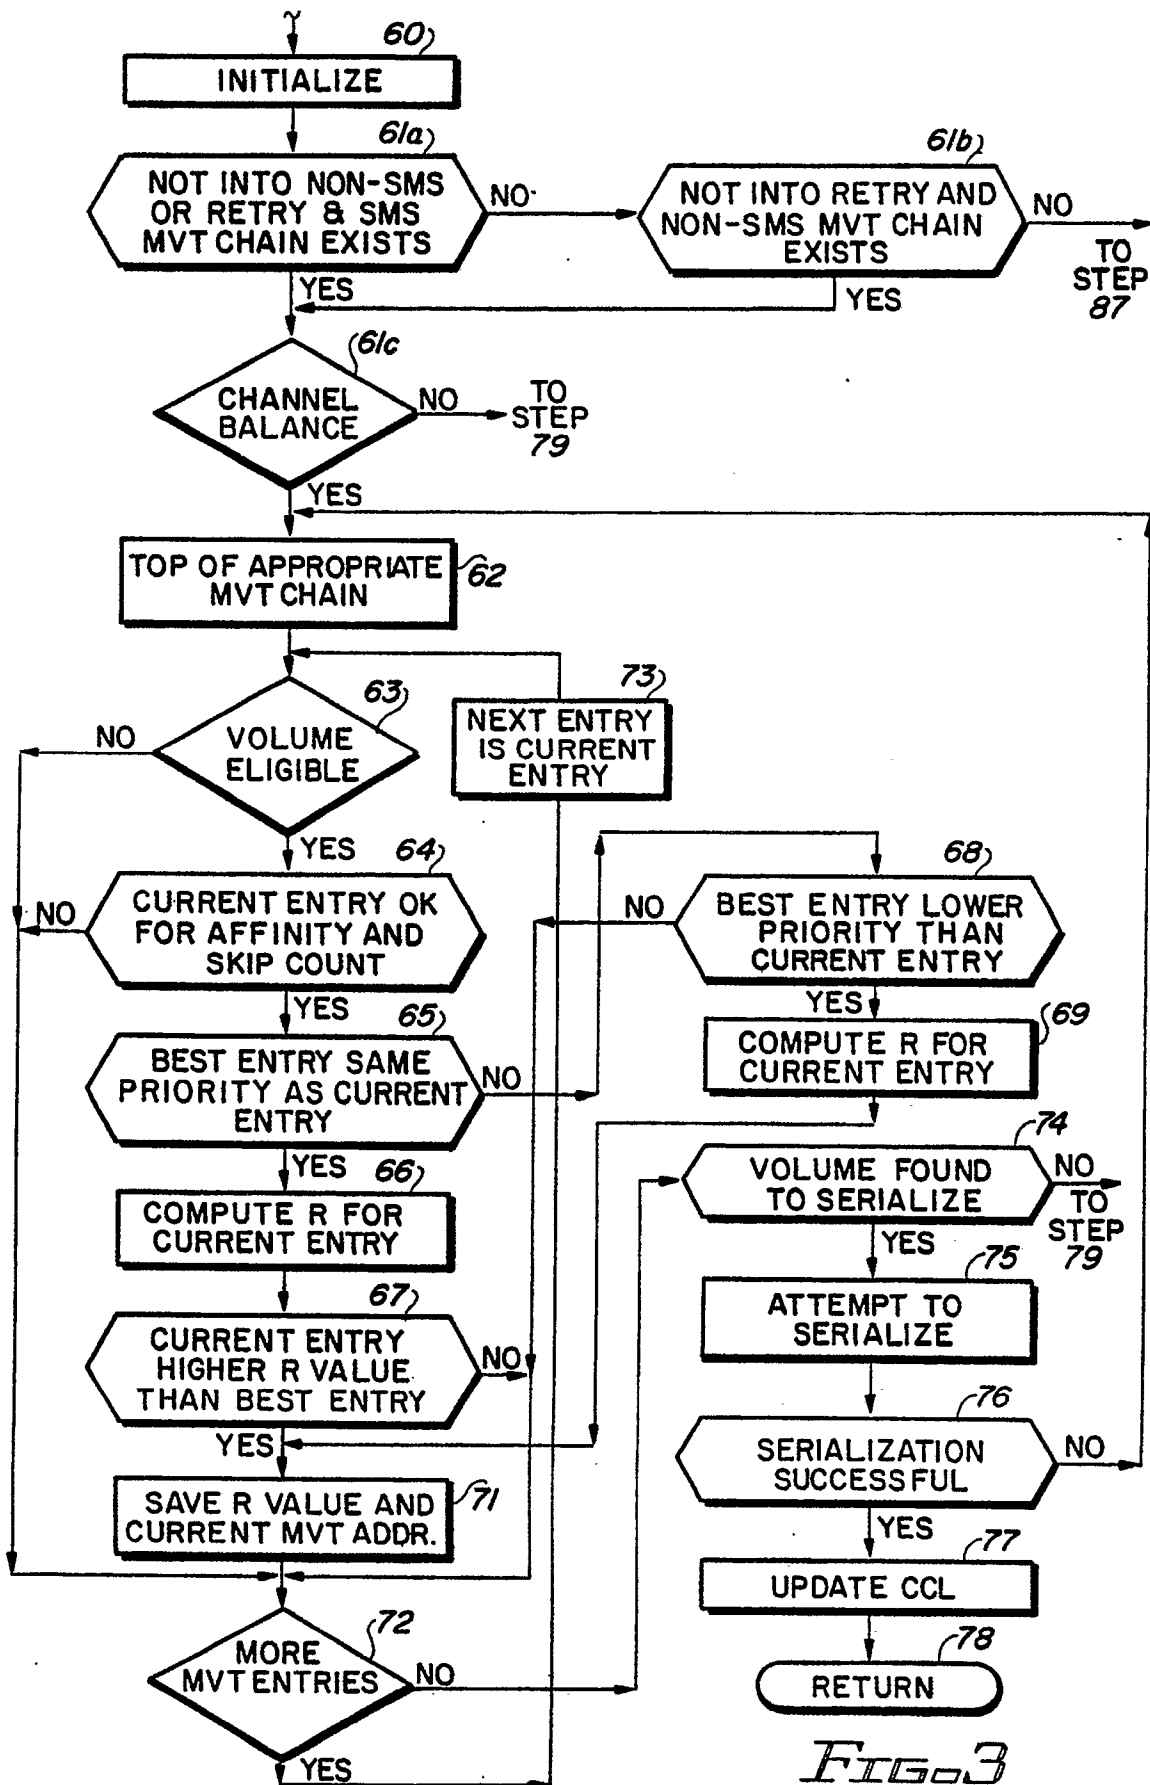 60
INITIALIZE
61a
NOT INTO NON-SMS
OR RETRY & SMS
MVT CHAIN EXISTS
NO
YES
61b
NOT INTO RETRY AND
NON-SMS MVT CHAIN
EXISTS
NO
TO
STEP
87
YES
61c
CHANNEL
BALANCE
NO
TO
STEP
79
YES
TOP OF APPROPRIATE
MVT CHAIN
62
63
VOLUME
ELIGIBLE
NO
YES
73
NEXT ENTRY
IS CURRENT
ENTRY
64
CURRENT ENTRY OK
FOR AFFINITY AND
SKIP COUNT
NO
YES
65
BEST ENTRY SAME
PRIORITY AS CURRENT
ENTRY
NO
YES
66
COMPUTE R FOR
CURRENT ENTRY
67
CURRENT ENTRY
HIGHER R VALUE
THAN BEST ENTRY
NO
YES
SAVE R VALUE AND
CURRENT MVT ADDR.
71
72
MORE
MVT ENTRIES
NO
YES
68
BEST ENTRY LOWER
PRIORITY THAN
CURRENT ENTRY
NO
YES
69
COMPUTE R FOR
CURRENT ENTRY
74
VOLUME FOUND
TO SERIALIZE
NO
TO
STEP
79
YES
75
ATTEMPT TO
SERIALIZE
76
SERIALIZATION
SUCCESSFUL
NO
YES
77
UPDATE CCL
78
RETURN
FIG. 3